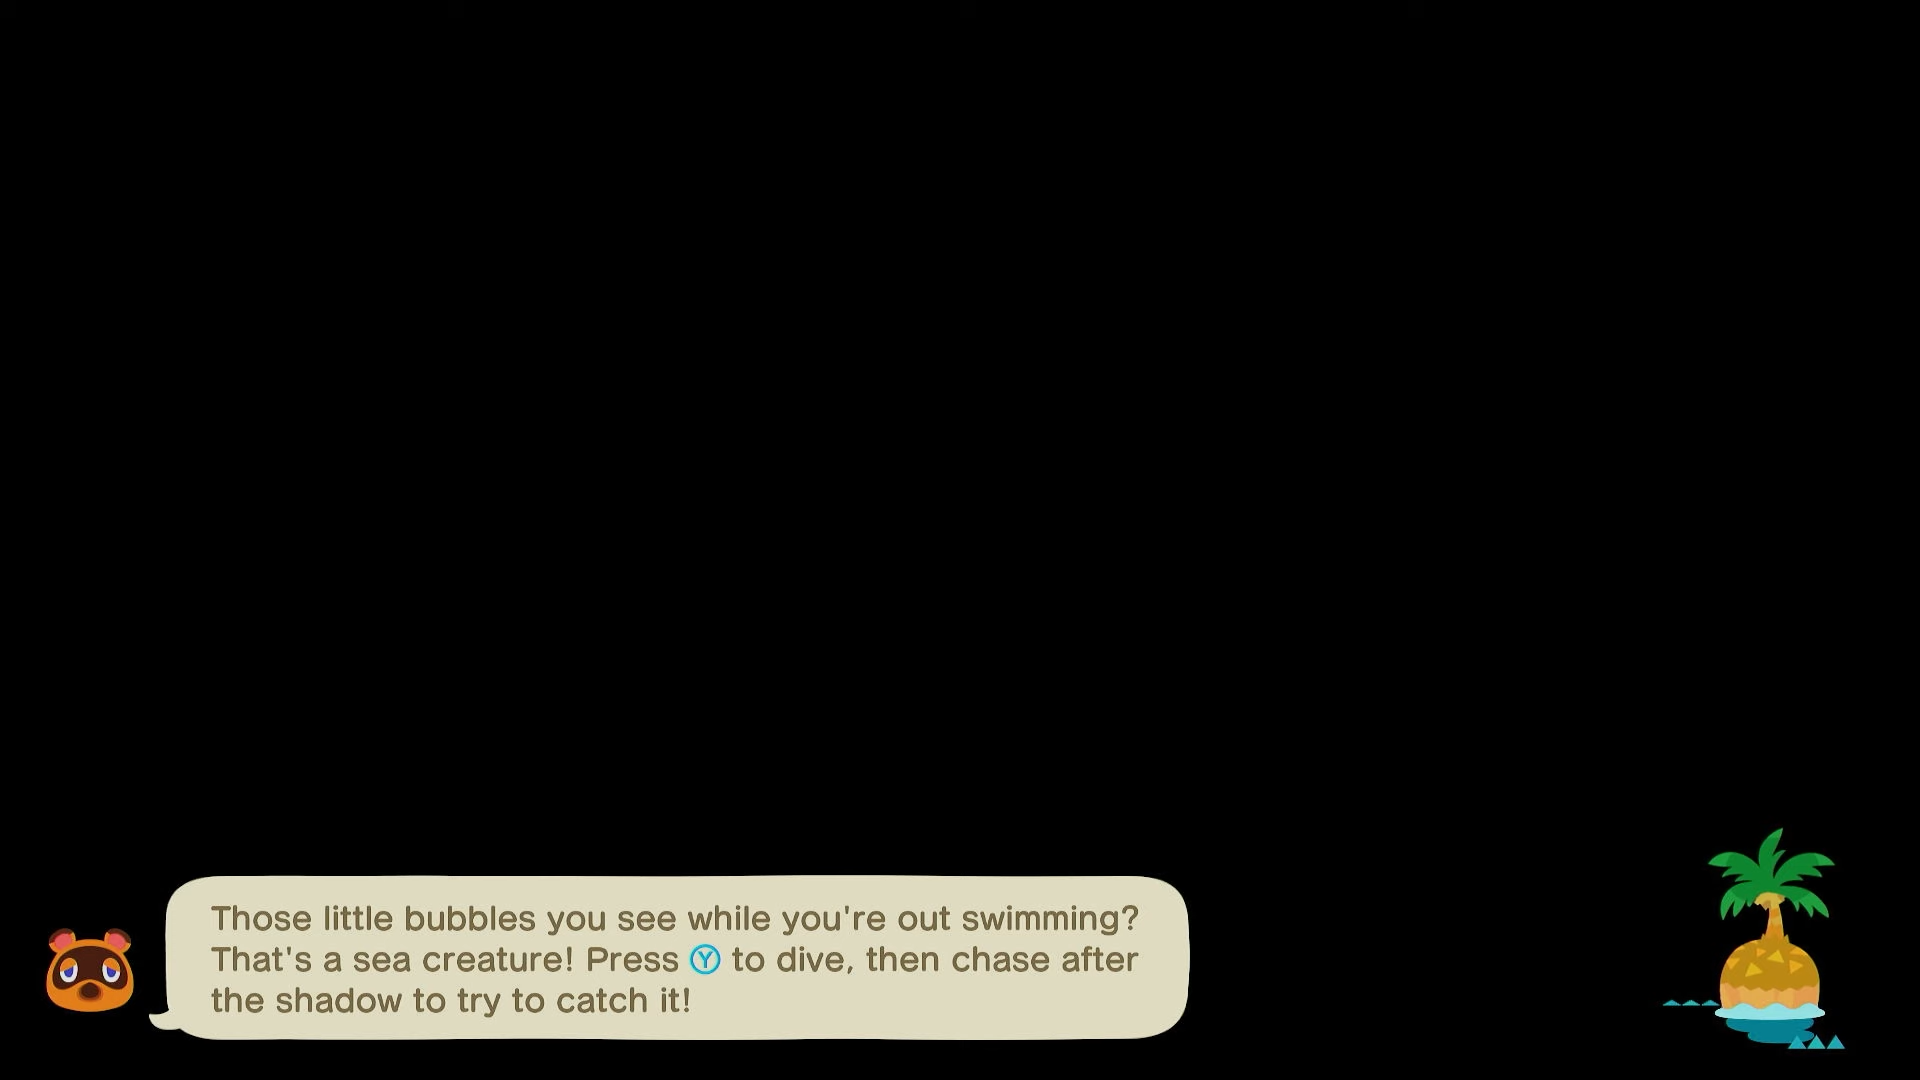 Those little bubbles you see while you're out swimming?
That's a sea creature! Press Ⓨ to dive, then chase after
the shadow to try to catch it!